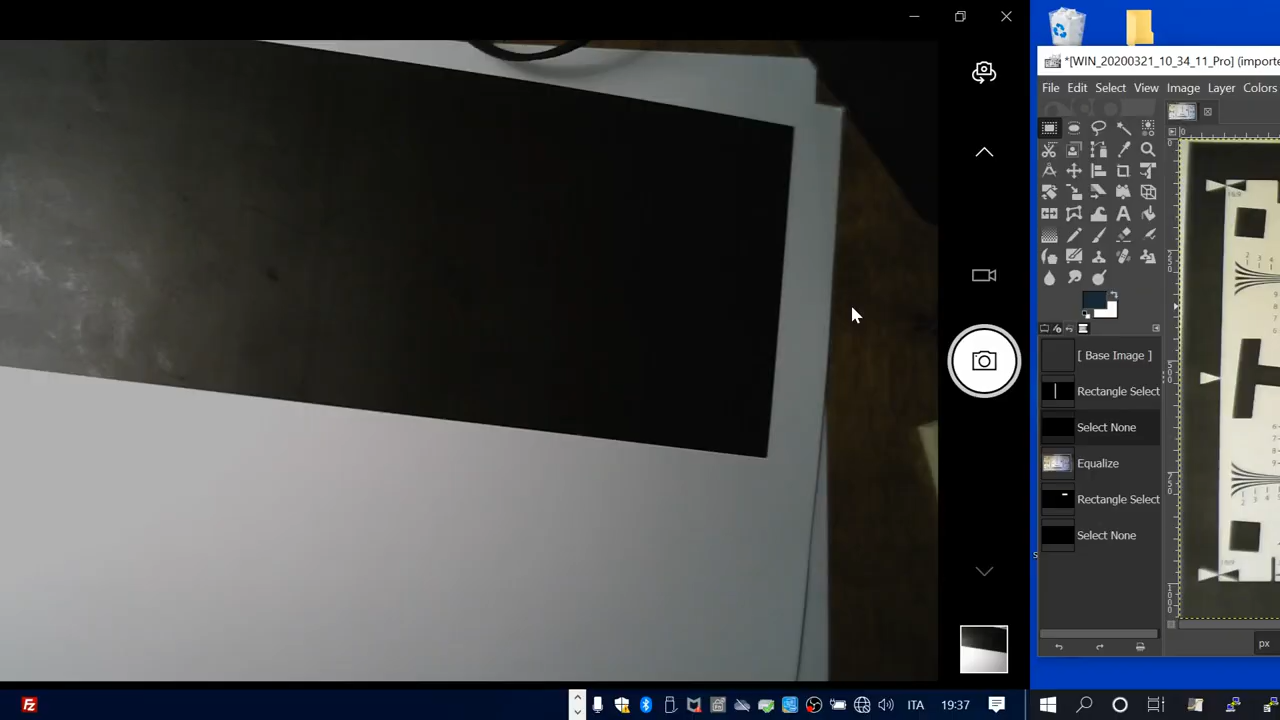 *[WIN_20200321_10_34_11_Pro] (importe
File Edit Select View Image Layer Colors
[ Base Image ]
Rectangle Select
Select None
Equalize
Rectangle Select
Select None
px
ITA 19:37